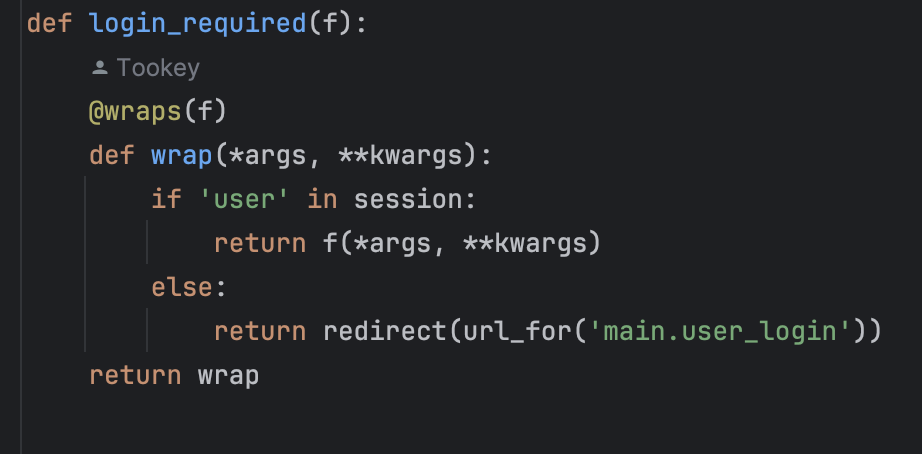 def login_required(f):
Tookey
@wraps(f)
def wrap(*args, **kwargs):
if 'user' in session:
return f(*args, **kwargs)
else:
return redirect(url_for('main.user_login'))
return wrap